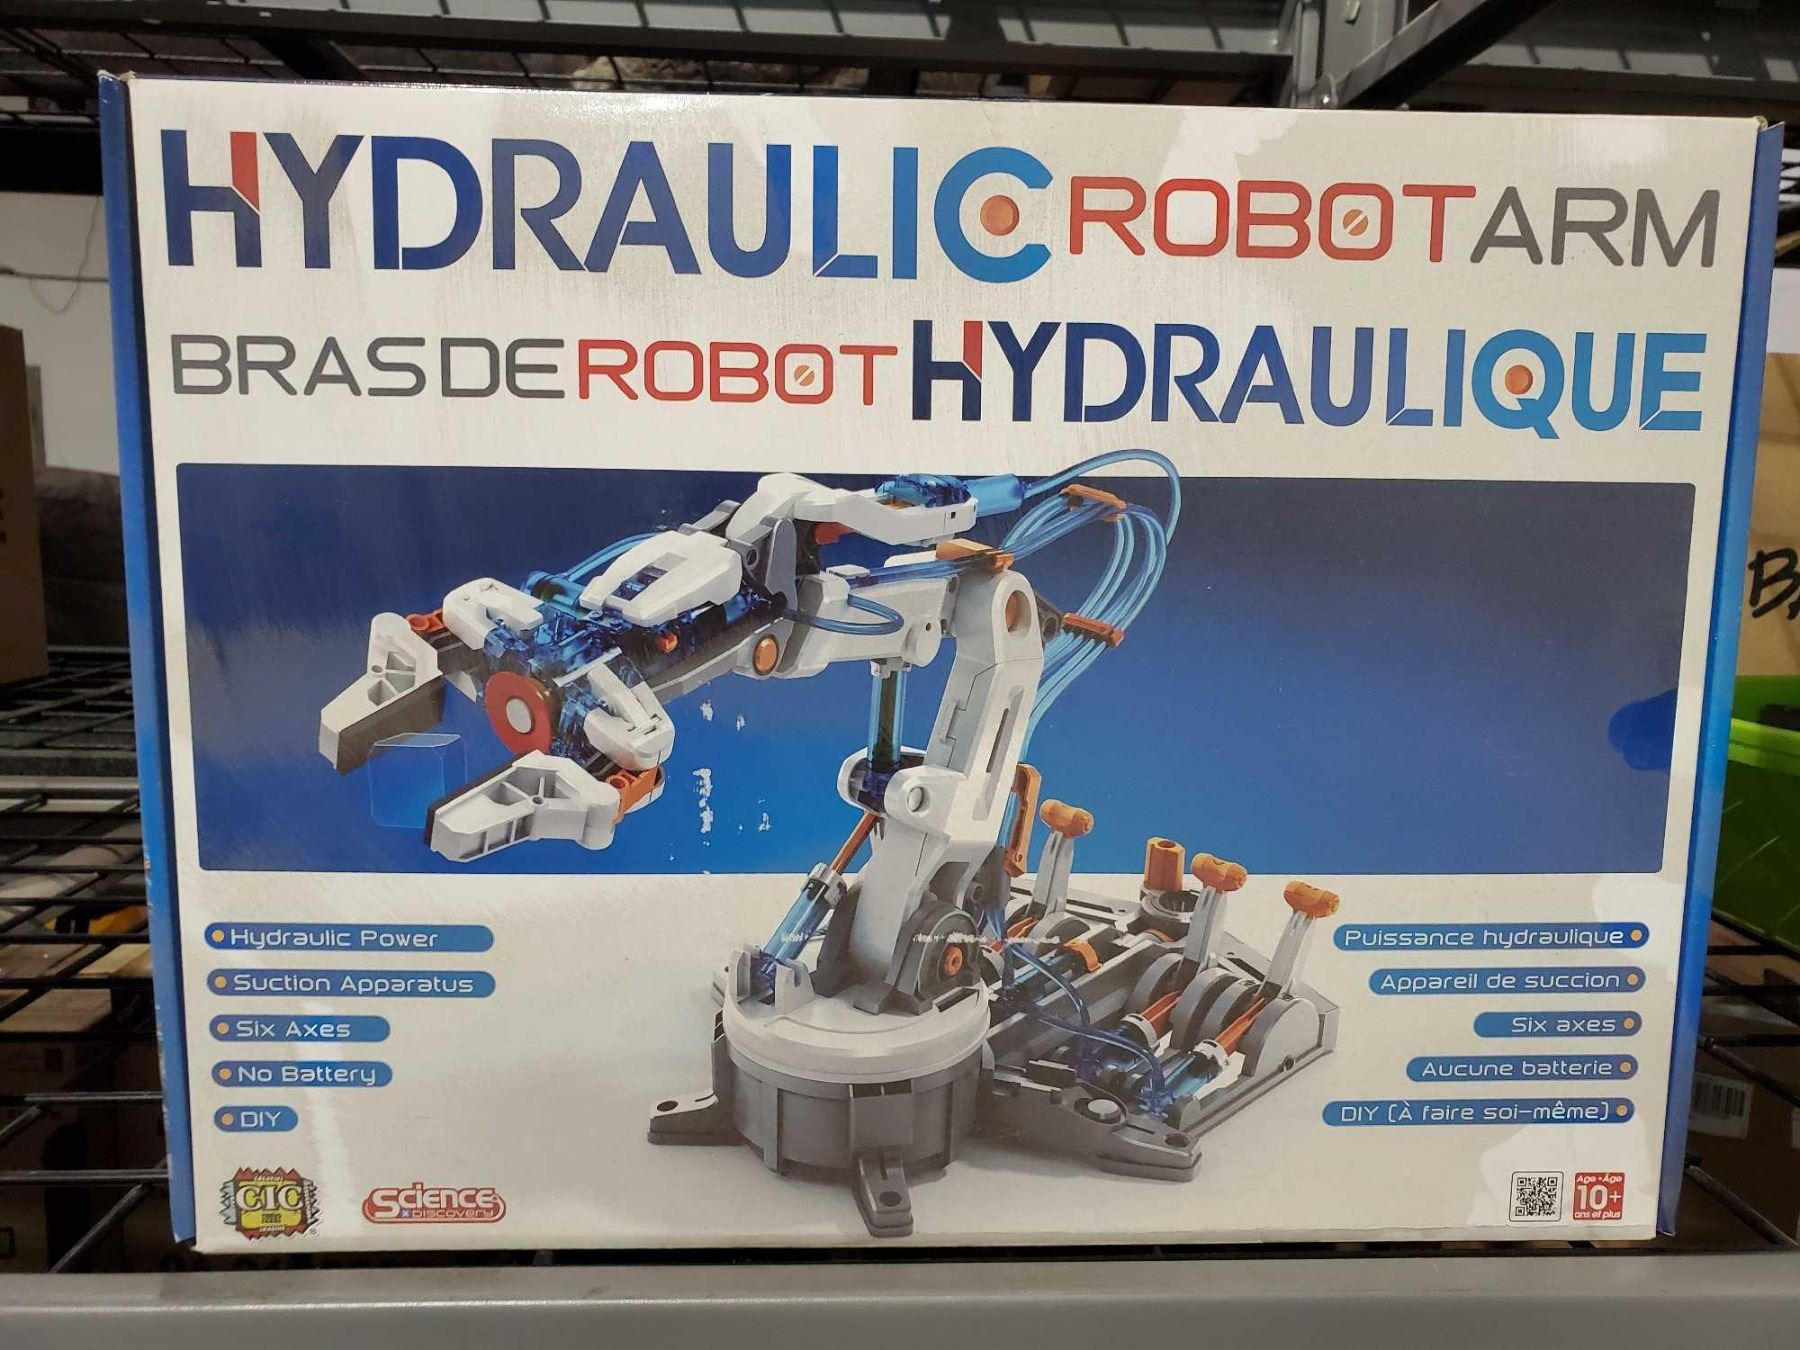 HYDRAULIC ROBOT ARM
BRAS DE ROBOT HYDRAULIQUE
Hydraulic Power
Suction Apparatus
Six Axes
No Battery
DIY
Puissance hydraulique
Appareil de succion
Six axes
Aucune batterie
DIY (À faire soi-même)
CIC
Science
DISCOVERY
Age • Âge
10+
ans et plus